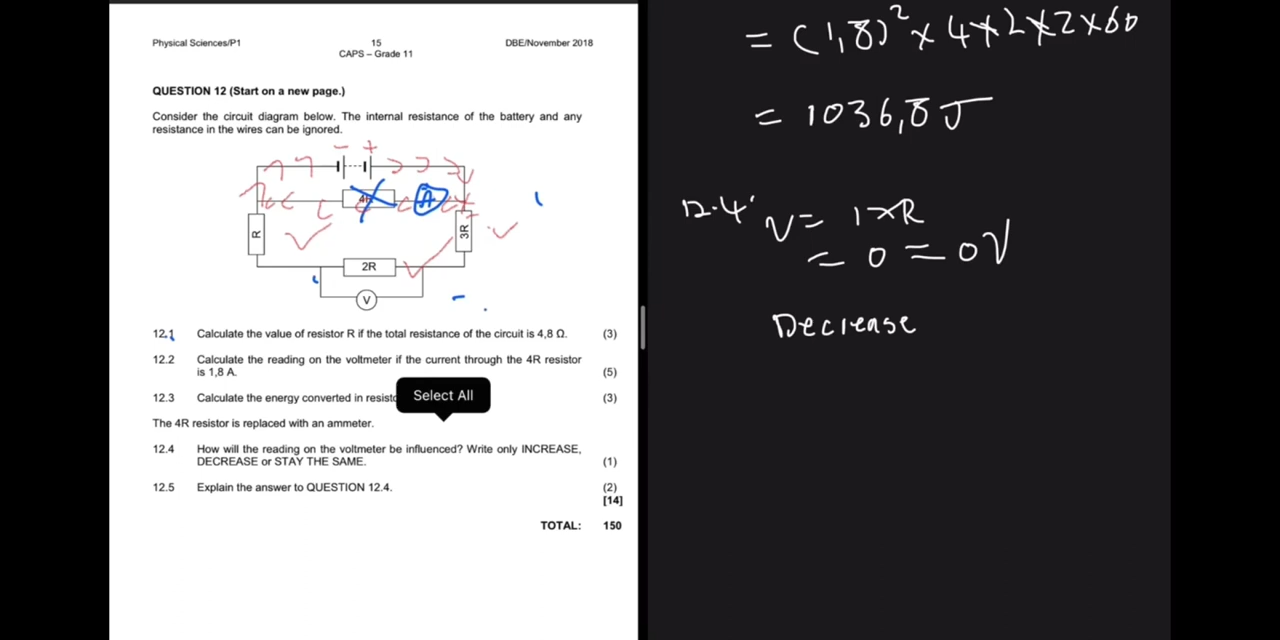 Physical Sciences/P1 15 DBE/November 2018
CAPS – Grade 11
QUESTION 12 (Start on a new page.)
Consider the circuit diagram below. The internal resistance of the battery and any
resistance in the wires can be ignored.
- +
4R A
R 3R
2R
V
12.1 Calculate the value of resistor R if the total resistance of the circuit is 4,8 Ω. (3)
12.2 Calculate the reading on the voltmeter if the current through the 4R resistor
is 1,8 A. (5)
12.3 Calculate the energy converted in (3)
Select All
The 4R resistor is replaced with an ammeter.
12.4 How will the reading on the voltmeter be influenced? Write only INCREASE,
DECREASE or STAY THE SAME. (1)
12.5 Explain the answer to QUESTION 12.4. (2)
[14]
TOTAL: 150
= (1,8)² × 4 × 2 × 2 × 60
= 1036,8 J
12.4 V = I × R
= 0 = 0V
Decrease